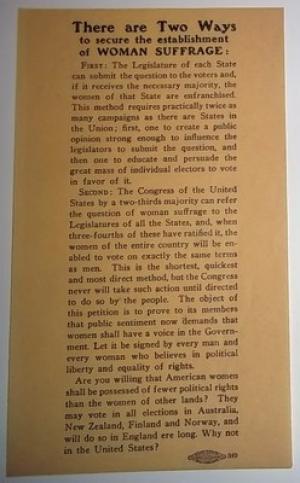 There are Two Ways
to secure the establishment
of WOMAN SUFFRAGE:
FIRST: The Legislature of each State
can submit the question to the voters and,
if it receives the necessary majority, the
women of that State are enfranchised.
This method requires practically twice as
many campaigns as there are States in
the Union; first, one to create a public
opinion strong enough to influence the
legislators to submit the question, and
then one to educate and persuade the
great mass of individual electors to vote
in favor of it.
SECOND: The Congress of the United
States by a two-thirds majority can refer
the question of woman suffrage to the
Legislatures of all the States, and, when
three-fourths of these have ratified it, the
women of the entire country will be en-
abled to vote on exactly the same terms
as men. This is the shortest, quickest
and most direct method, but the Congress
never will take such action until directed
to do so by the people. The object of
this petition is to prove to its members
that public sentiment now demands that
women shall have a voice in the Govern-
ment. Let it be signed by every man and
every woman who believes in political
liberty and equality of rights.
Are you willing that American women
shall be possessed of fewer political rights
than the women of other lands? They
may vote in all elections in Australia,
New Zealand, Finland and Norway, and
will do so in England ere long. Why not
in the United States?